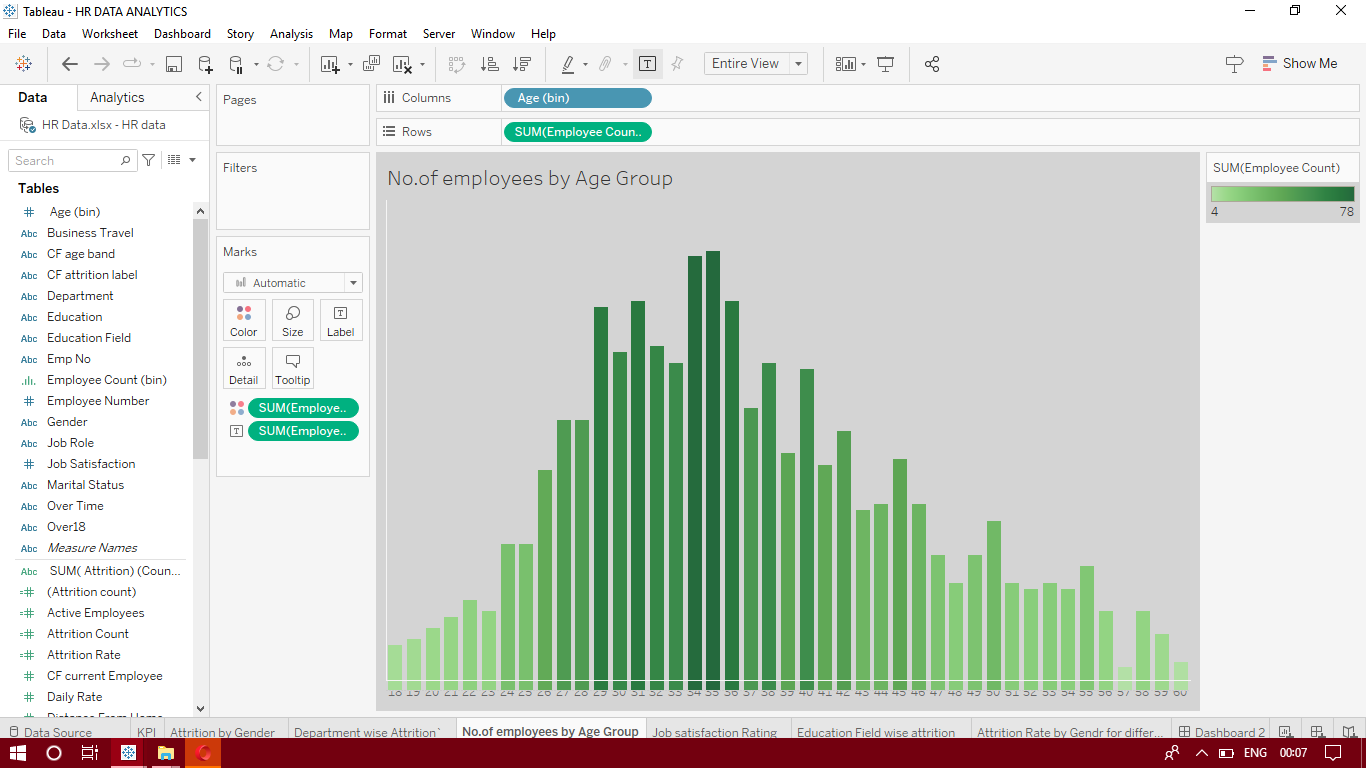 Tableau - HR DATA ANALYTICS
File Data Worksheet Dashboard Story Analysis Map Format Server Window Help
Entire View
Show Me
Data Analytics
HR Data.xlsx - HR data
Search
Tables
Age (bin)
Business Travel
CF age band
CF attrition label
Department
Education
Education Field
Emp No
Employee Count (bin)
Employee Number
Gender
Job Role
Job Satisfaction
Marital Status
Over Time
Over18
Measure Names
SUM( Attrition) (Coun...
(Attrition count)
Active Employees
Attrition Count
Attrition Rate
CF current Employee
Daily Rate
Distance From Home
Pages
Filters
Marks
Automatic
Color Size Label
Detail Tooltip
SUM(Employe..
SUM(Employe..
Columns Age (bin)
Rows SUM(Employee Coun..
No.of employees by Age Group
18 19 20 21 22 23 24 25 26 27 28 29 30 31 32 33 34 35 36 37 38 39 40 41 42 43 44 45 46 47 48 49 50 51 52 53 54 55 56 57 58 59 60
SUM(Employee Count)
4 78
Data Source KPI Attrition by Gender Department wise Attrition` No.of employees by Age Group Job satisfaction Rating Education Field wise attrition Attrition Rate by Gendr for differ... Dashboard 2
ENG 00:07